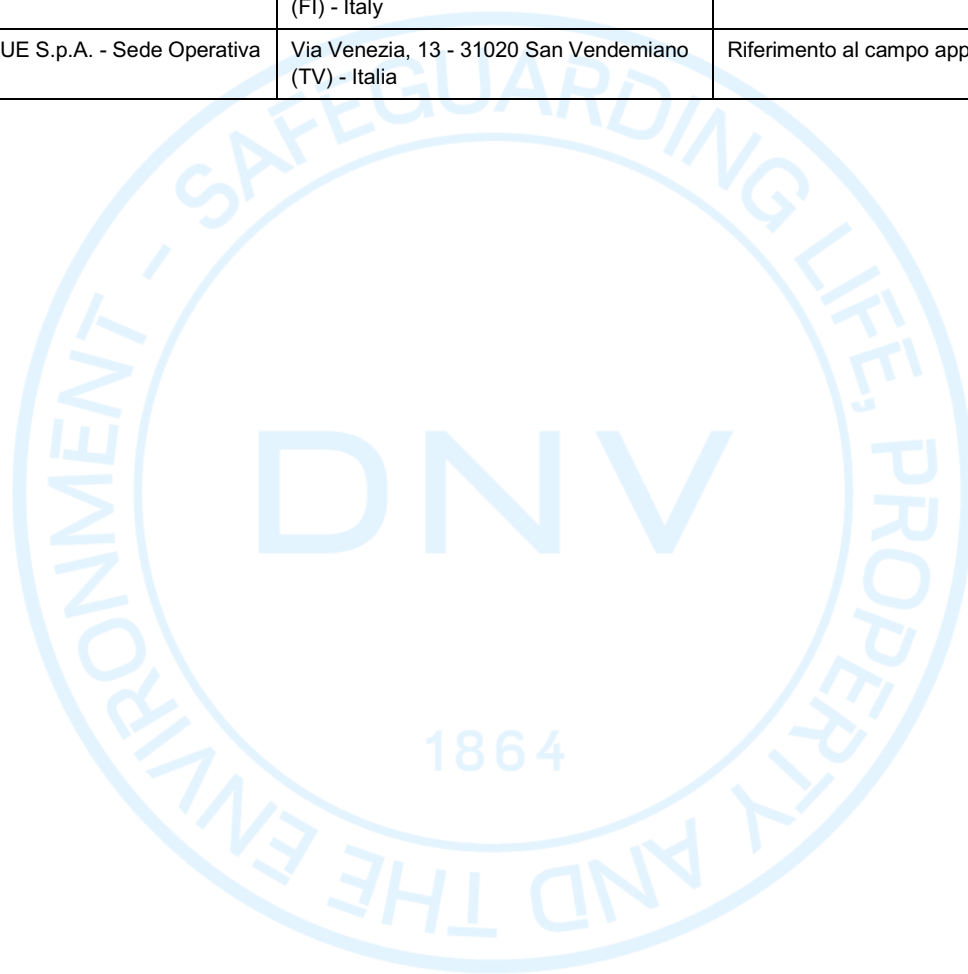 (FI) - Italy
UE S.p.A. - Sede Operativa
Via Venezia, 13 - 31020 San Vendemiano
(TV) - Italia
Riferimento al campo app
SAFEGUARDING LIFE, PROPERTY AND THE ENVIRONMENT -
DNV
1864